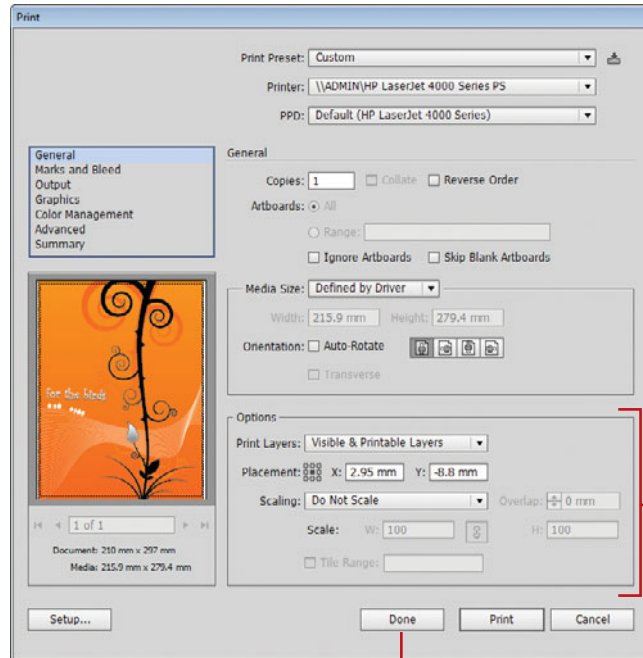 Print
Print Preset: Custom
Printer: \\ADMIN\HP LaserJet 4000 Series PS
PPD: Default (HP LaserJet 4000 Series)
General
Marks and Bleed
Output
Graphics
Color Management
Advanced
Summary
General
Copies: 1 Collate Reverse Order
Artboards: All
Range:
Ignore Artboards Skip Blank Artboards
Media Size: Defined by Driver
Width: 215.9 mm Height: 279.4 mm
Orientation: Auto-Rotate
Transverse
for the birds
1 of 1
Document: 210 mm x 297 mm
Media: 215.9 mm x 279.4 mm
Options
Print Layers: Visible & Printable Layers
Placement: X: 2.95 mm Y: -8.8 mm
Scaling: Do Not Scale Overlap: 0 mm
Scale: W: 100 H: 100
Tile Range:
Setup... Done Print Cancel